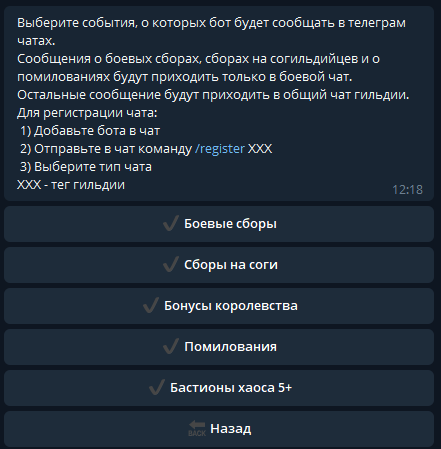 Выберите события, о которых бот будет сообщать в телеграм
чатах.
Сообщения о боевых сборах, сборах на согильдийцев и о
помилованиях будут приходить только в боевой чат.
Остальные сообщение будут приходить в общий чат гильдии.
Для регистрации чата:
1) Добавьте бота в чат
2) Отправьте в чат команду /register XXX
3) Выберите тип чата
XXX - тег гильдии
12:18
✔ Боевые сборы
✔ Сборы на соги
✔ Бонусы королевства
✔ Помилования
✔ Бастионы хаоса 5+
BACK Назад